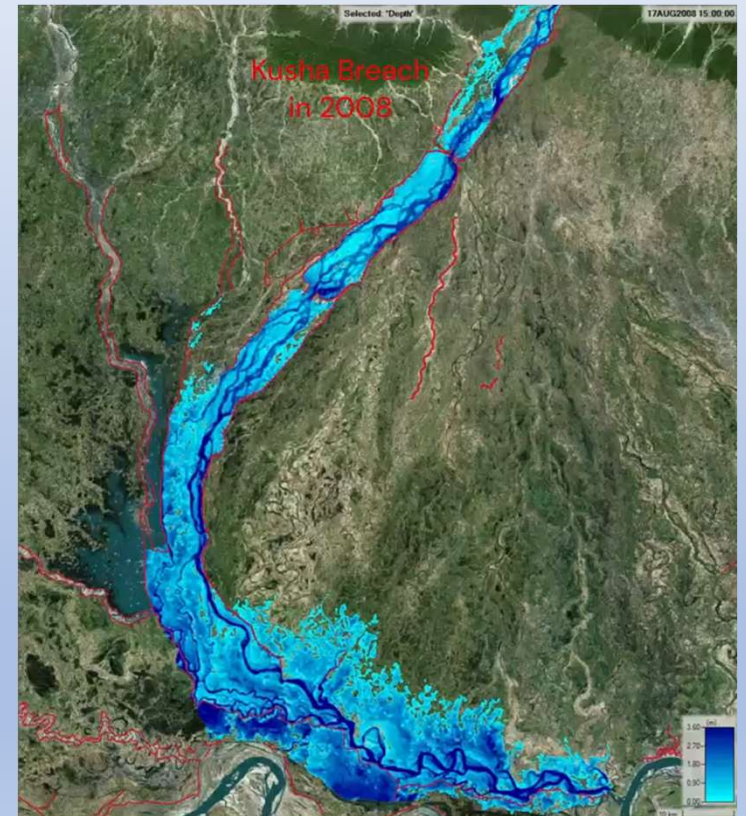 Selected: 'Depth'
17AUG2008 15:00:00
Kusha Breach
in 2008
[m]
3.60
2.70
1.80
0.90
0.00